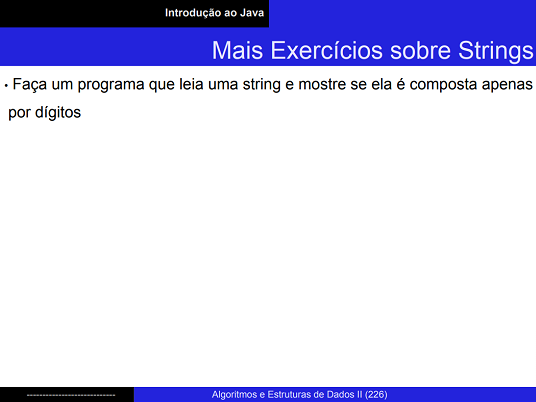 Introdução ao Java
Mais Exercícios sobre Strings
• Faça um programa que leia uma string e mostre se ela é composta apenas
por dígitos
----------------------------
Algoritmos e Estruturas de Dados II (226)